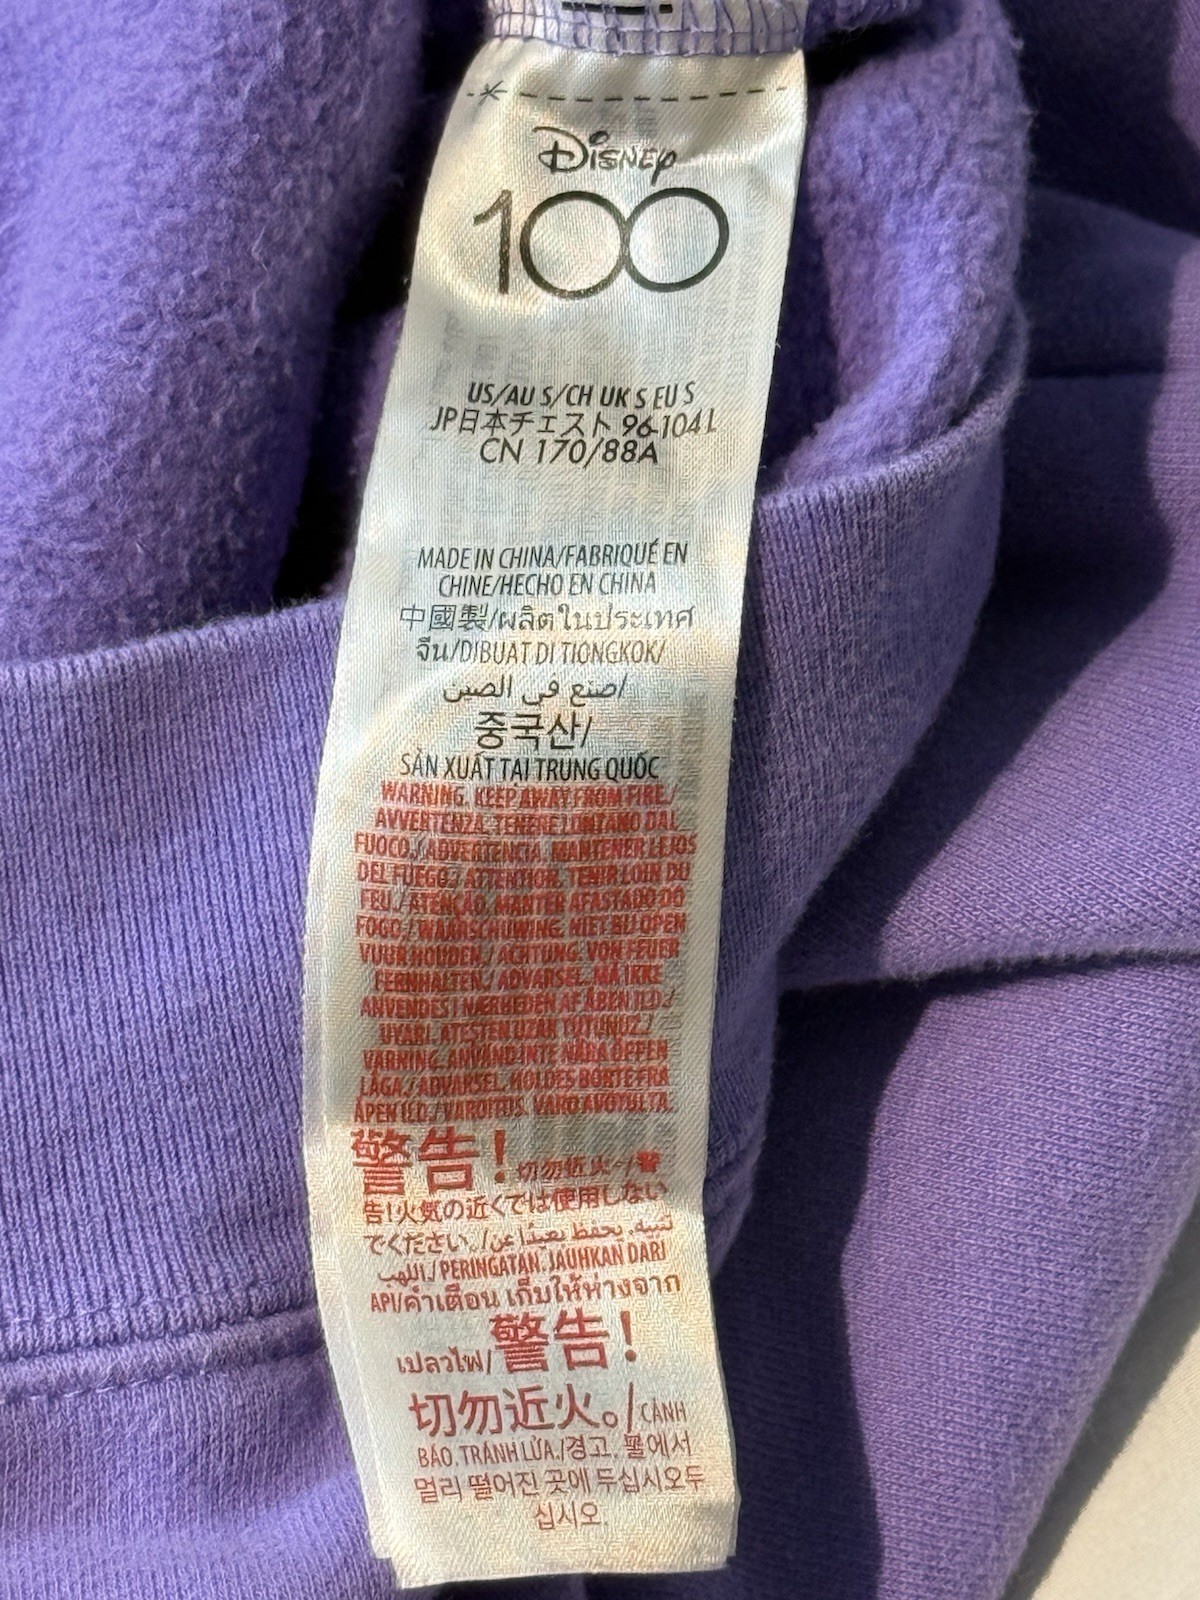 Disney
100
US/AU S/CH UK S EU S
JP日本チェスト 96-104 L
CN 170/88A
MADE IN CHINA/FABRIQUÉ EN
CHINE/HECHO EN CHINA
中國製/ผลิตในประเทศ
จีน/DIBUAT DI TIONGKOK/
صنع في الصين/
중국산/
SẢN XUẤT TẠI TRUNG QUỐC
WARNING. KEEP AWAY FROM FIRE./
AVVERTENZA. TENERE LONTANO DAL
FUOCO./ADVERTENCIA. MANTENER LEJOS
DEL FUEGO./ATTENTION. TENIR LOIN DU
FEU./ATENÇÃO. MANTER AFASTADO DO
FOGO./WAARSCHUWING. NIET BIJ OPEN
VUUR HOUDEN./ACHTUNG. VON FEUER
FERNHALTEN./ADVARSEL. MÅ IKKE
ANVENDES I NÆRHEDEN AF ÅBEN ILD./
UYARI. ATEŞTEN UZAK TUTUNUZ./
VARNING. ANVÄND INTE NÄRA ÖPPEN
LÅGA./ADVARSEL. HOLDES BORTE FRA
ÅPEN ILD./VAROITUS. VARO AVOTULTA.
警告! 切勿近火~/警
告!火気の近くでは使用しない
でください。/تنبيه. يحفظ بعيدًا عن
اللهب./PERINGATAN. JAUHKAN DARI
API/คำเตือน เก็บให้ห่างจาก
เปลวไฟ/警告!
切勿近火。/CẢNH
BÁO. TRÁNH LỬA./경고. 불에서
멀리 떨어진 곳에 두십시오두
십시오.